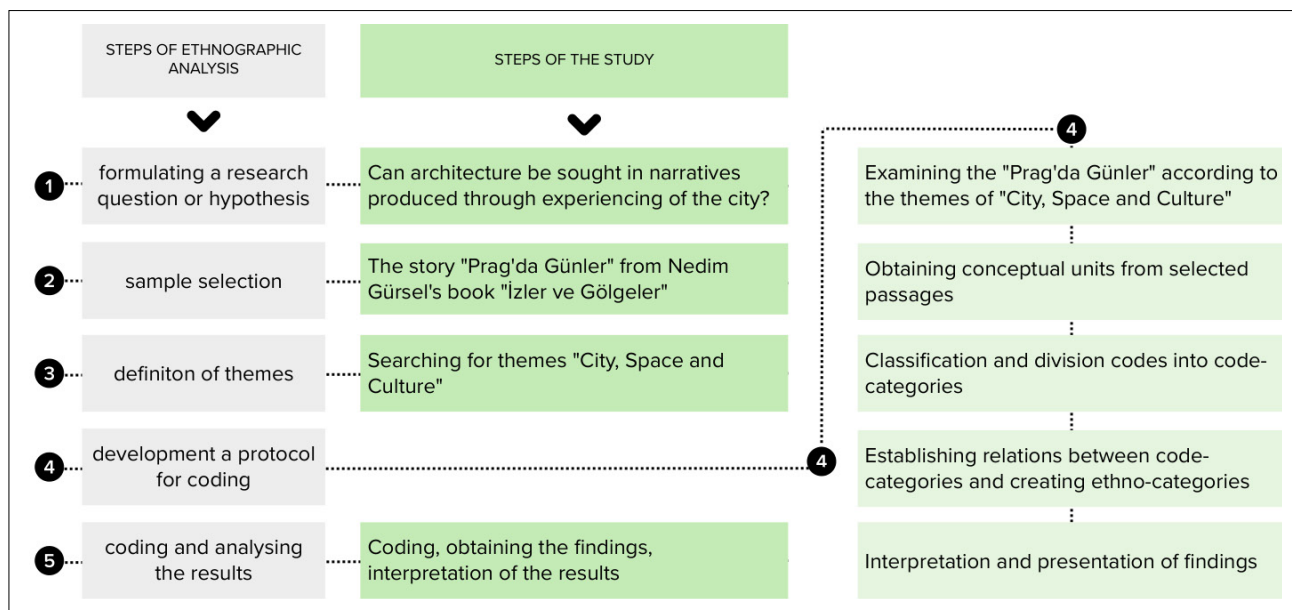 STEPS OF ETHNOGRAPHIC
ANALYSIS
STEPS OF THE STUDY
1
formulating a research
question or hypothesis
Can architecture be sought in narratives
produced through experiencing of the city?
2
sample selection
The story "Prag'da Günler" from Nedim
Gürsel's book "İzler ve Gölgeler"
3
definiton of themes
Searching for themes "City, Space and
Culture"
4
development a protocol
for coding
4
5
coding and analysing
the results
Coding, obtaining the findings,
interpretation of the results
4
Examining the "Prag'da Günler" according to
the themes of "City, Space and Culture"
Obtaining conceptual units from selected
passages
Classification and division codes into code-
categories
Establishing relations between code-
categories and creating ethno-categories
Interpretation and presentation of findings